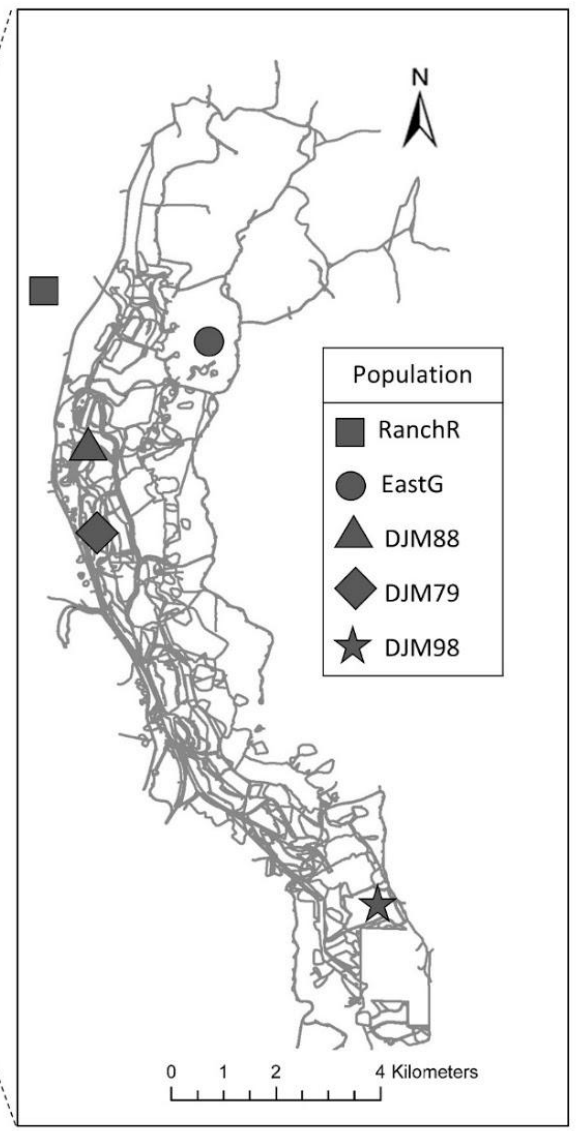 N
Population
RanchR
EastG
DJM88
DJM79
DJM98
0 1 2 4 Kilometers